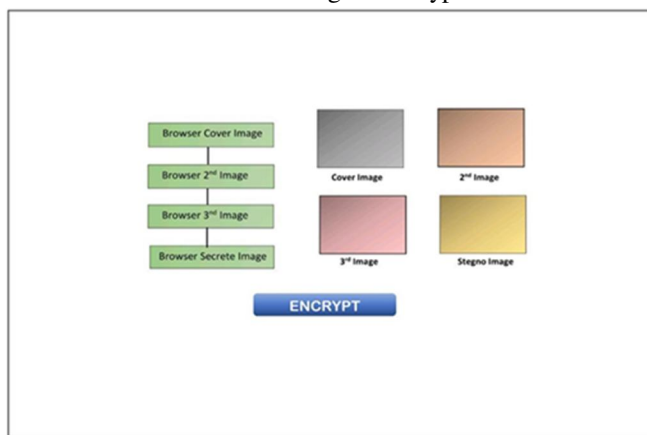 Browser Cover Image
Browser 2nd Image
Browser 3nd Image
Browser Secrete Image
Cover Image
2nd Image
3rd Image
Stegno Image
ENCRYPT